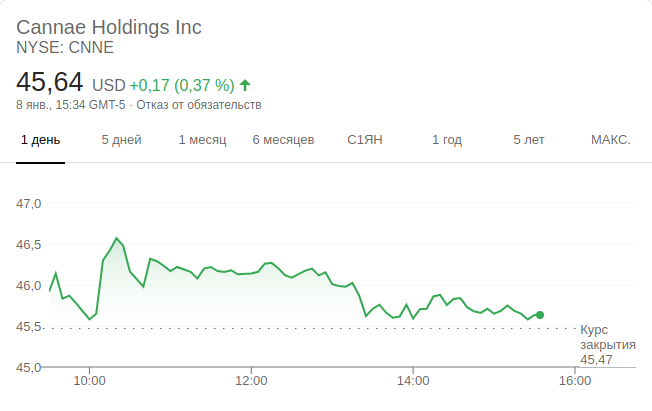 Cannae Holdings Inc
NYSE: CNNE
45,64 USD +0,17 (0,37 %)
8 янв., 15:34 GMT-5 · Отказ от обязательств
1 день 5 дней 1 месяц 6 месяцев С1ЯН 1 год 5 лет МАКС.
47,0
46,5
46,0
45,5
Курс
закрытия
45,47
45,0
10:00 12:00 14:00 16:00